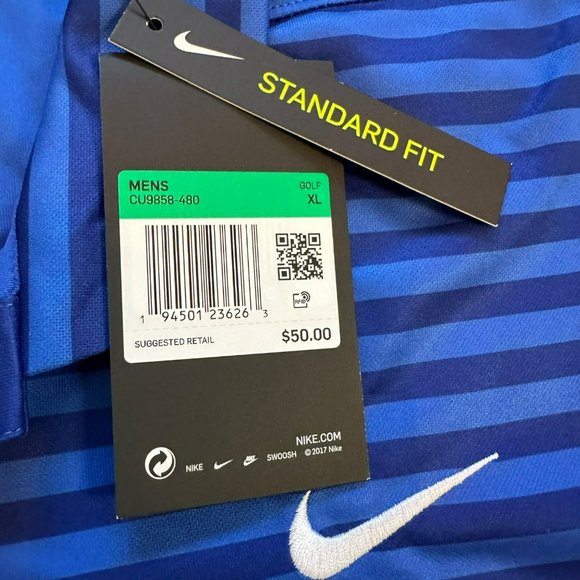 STANDARD FIT
MENS GOLF
CU9858-480 XL
RFID
1 94501 23626 3
SUGGESTED RETAIL $50.00
NIKE.COM
NIKE SWOOSH © 2017 Nike